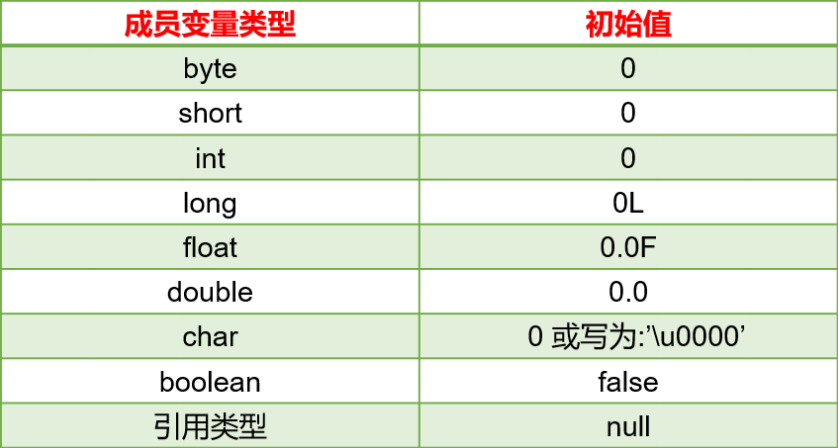 成员变量类型 初始值
byte 0
short 0
int 0
long 0L
float 0.0F
double 0.0
char 0 或写为:’\u0000’
boolean false
引用类型 null